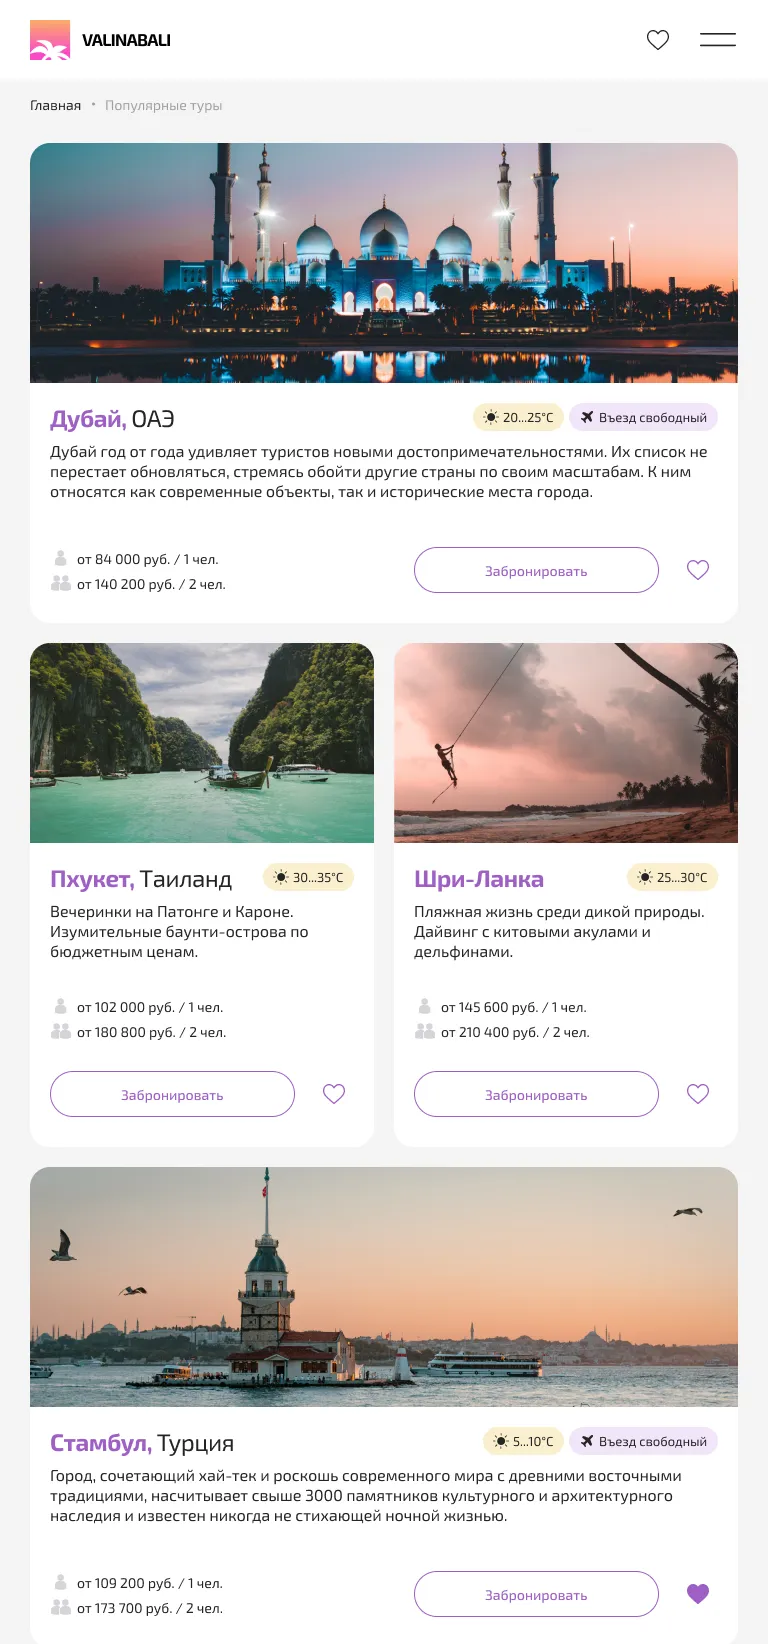 VALINABALI
Главная • Популярные туры
Дубай, ОАЭ
20...25°C
Въезд свободный
Дубай год от года удивляет туристов новыми достопримечательностями. Их список не
перестает обновляться, стремясь обойти другие страны по своим масштабам. К ним
относятся как современные объекты, так и исторические места города.
от 84 000 руб. / 1 чел.
от 140 200 руб. / 2 чел.
Забронировать
Пхукет, Таиланд
30...35°C
Вечеринки на Патонге и Кароне.
Изумительные баунти-острова по
бюджетным ценам.
от 102 000 руб. / 1 чел.
от 180 800 руб. / 2 чел.
Забронировать
Шри-Ланка
25...30°C
Пляжная жизнь среди дикой природы.
Дайвинг с китовыми акулами и
дельфинами.
от 145 600 руб. / 1 чел.
от 210 400 руб. / 2 чел.
Забронировать
Стамбул, Турция
5...10°C
Въезд свободный
Город, сочетающий хай-тек и роскошь современного мира с древними восточными
традициями, насчитывает свыше 3000 памятников культурного и архитектурного
наследия и известен никогда не стихающей ночной жизнью.
от 109 200 руб. / 1 чел.
от 173 700 руб. / 2 чел.
Забронировать